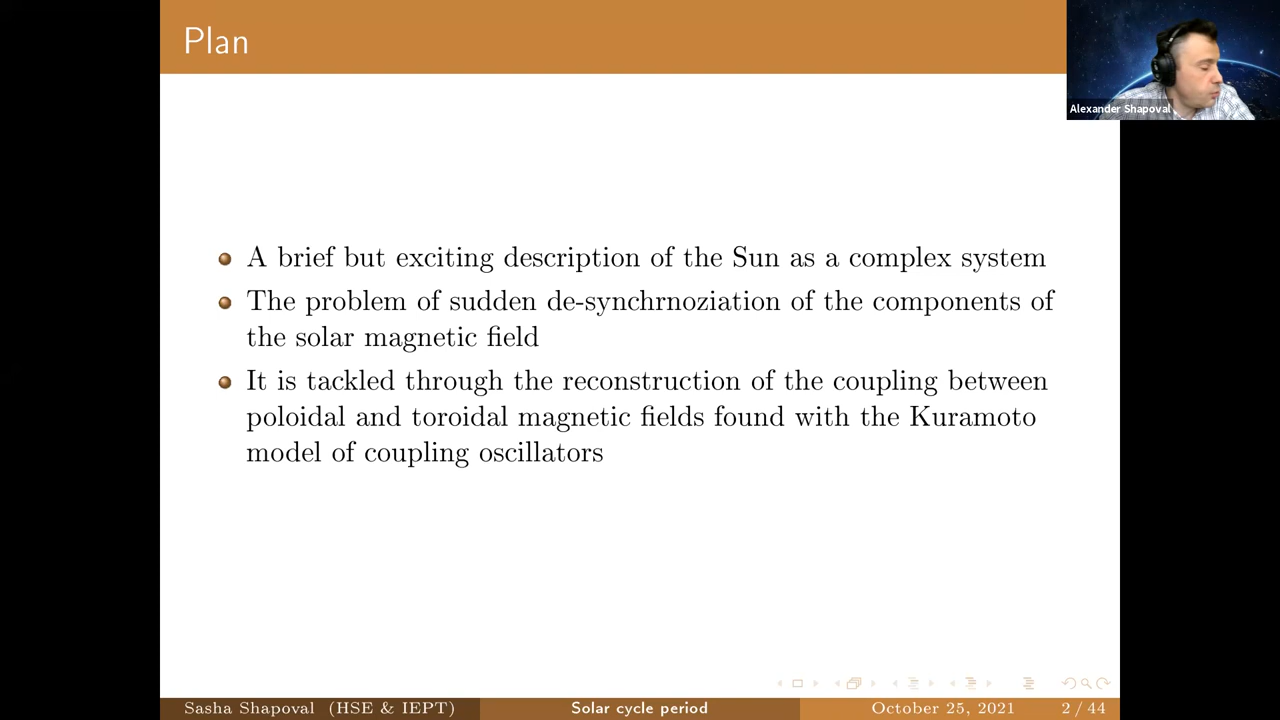 Plan
Alexander Shapoval
A brief but exciting description of the Sun as a complex system
The problem of sudden de-synchrnoziation of the components of
the solar magnetic field
It is tackled through the reconstruction of the coupling between
poloidal and toroidal magnetic fields found with the Kuramoto
model of coupling oscillators
Sasha Shapoval (HSE & IEPT)
Solar cycle period
October 25, 2021
2 / 44